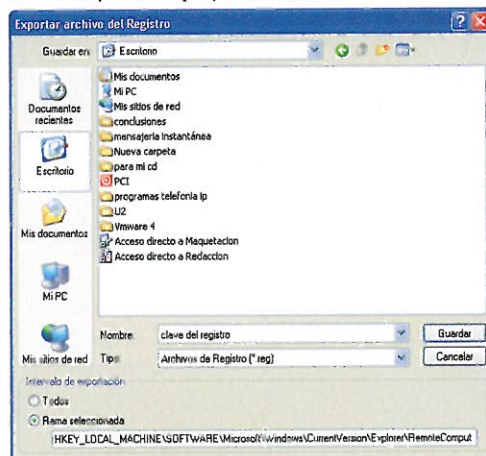 Exportar archivo del Registro
Guardar en:
Escritorio
Documentos recientes
Escritorio
Mis documentos
Mi PC
Mis sitios de red
Mis documentos
Mi PC
Mis sitios de red
conclusiones
mensajería instantánea
Nueva carpeta
para mi cd
PCI
programas telefonia ip
U2
Vmware 4
Acceso directo a Maquetacion
Acceso directo a Redaccion
Nombre:
clave del registro
Guardar
Tipo:
Archivos de Registro (*.reg)
Cancelar
Intervalo de exportación
Todos
Rama seleccionada
HKEY_LOCAL_MACHINE\SOFTWARE\Microsoft\Windows\CurrentVersion\Explorer\RemoteComput